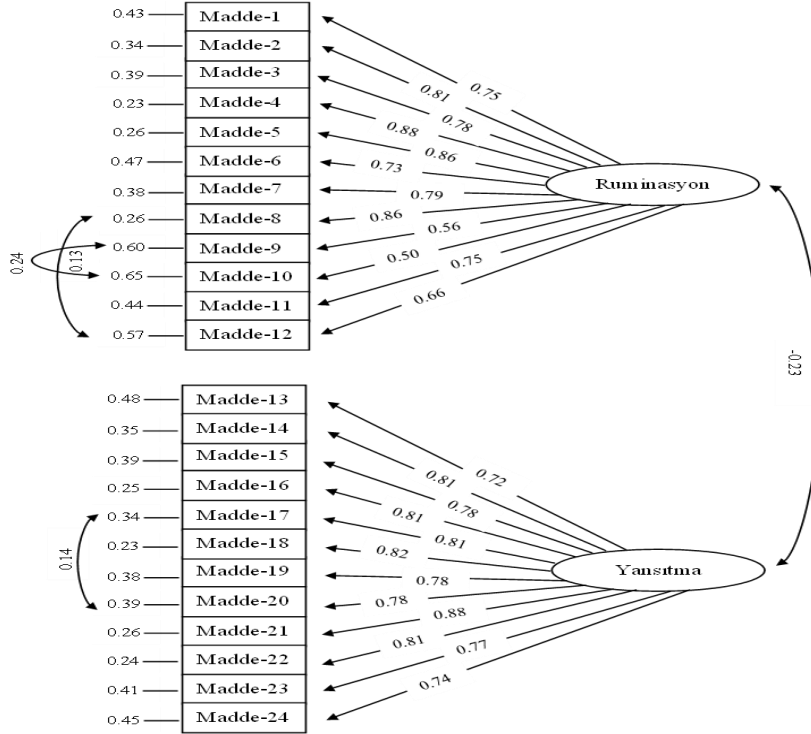 0.43 Madde-1
0.34 Madde-2
0.39 Madde-3
0.23 Madde-4
0.26 Madde-5
0.47 Madde-6
0.38 Madde-7
0.26 Madde-8
0.60 Madde-9
0.65 Madde-10
0.44 Madde-11
0.57 Madde-12
0.24
0.13
0.75
0.81
0.78
0.88
0.86
0.73
0.79
0.86
0.56
0.50
0.75
0.66
Ruminasyon
-0.23
0.48 Madde-13
0.35 Madde-14
0.39 Madde-15
0.25 Madde-16
0.34 Madde-17
0.23 Madde-18
0.38 Madde-19
0.39 Madde-20
0.26 Madde-21
0.24 Madde-22
0.41 Madde-23
0.45 Madde-24
0.14
0.72
0.81
0.78
0.81
0.81
0.82
0.78
0.78
0.88
0.81
0.77
0.74
Yansıtma